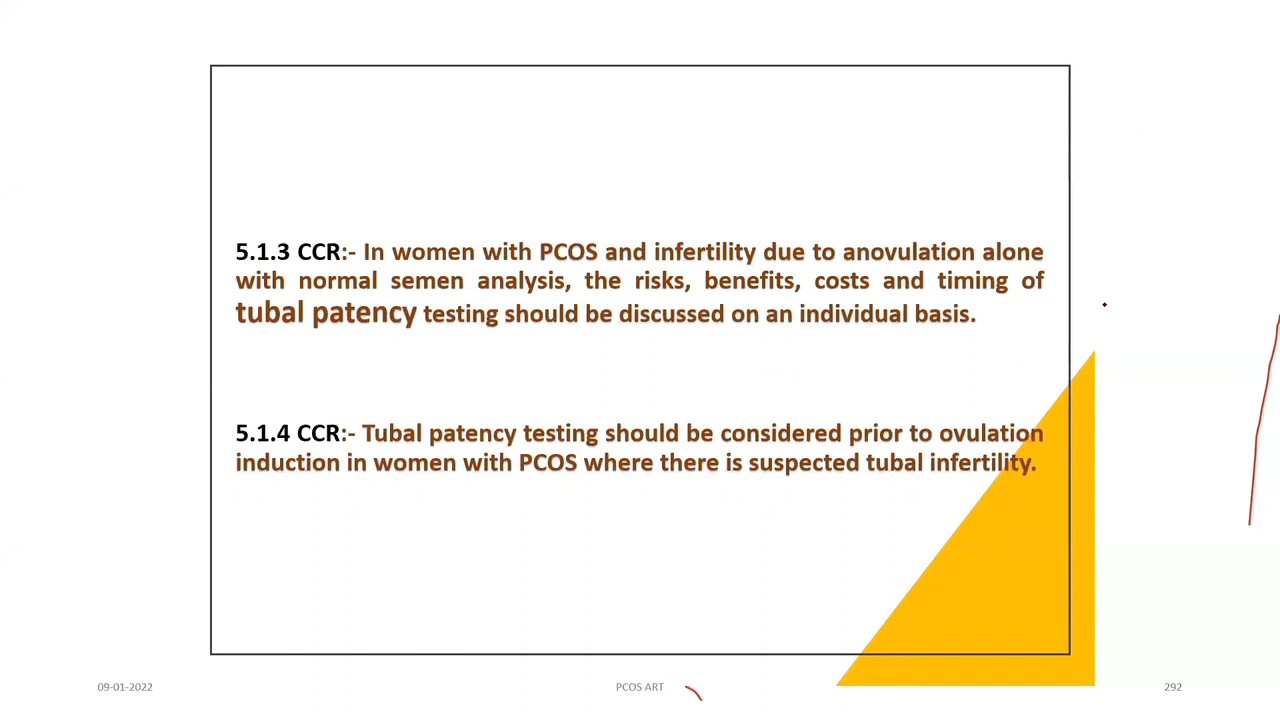 5.1.3 CCR:- In women with PCOS and infertility due to anovulation alone
with normal semen analysis, the risks, benefits, costs and timing of
tubal patency testing should be discussed on an individual basis.
5.1.4 CCR:- Tubal patency testing should be considered prior to ovulation
induction in women with PCOS where there is suspected tubal infertility.
09-01-2022 PCOS ART 292